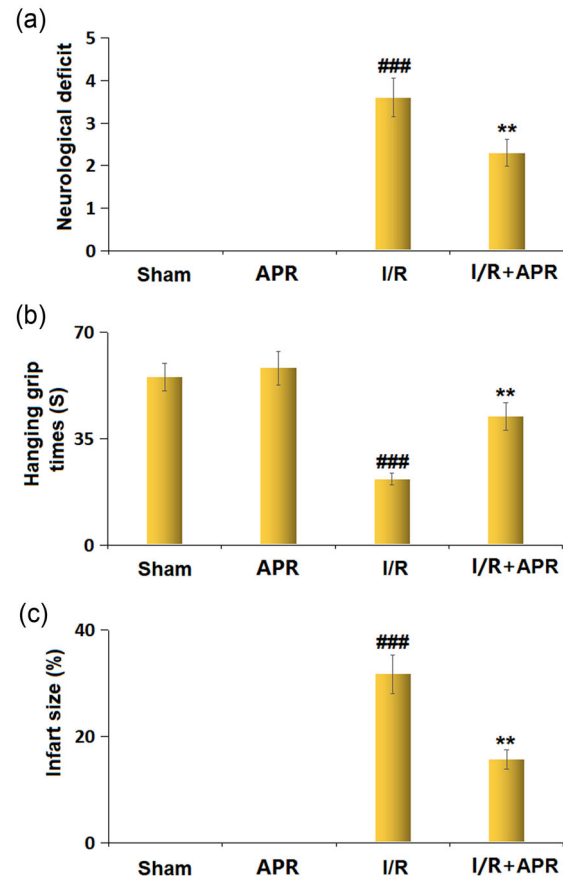 (a)
Neurological deficit
5
4
3
2
1
0
###
**
Sham APR I/R I/R+APR
(b)
Hanging grip
times (S)
70
35
0
###
**
Sham APR I/R I/R+APR
(c)
Infart size (%)
40
20
0
###
**
Sham APR I/R I/R+APR